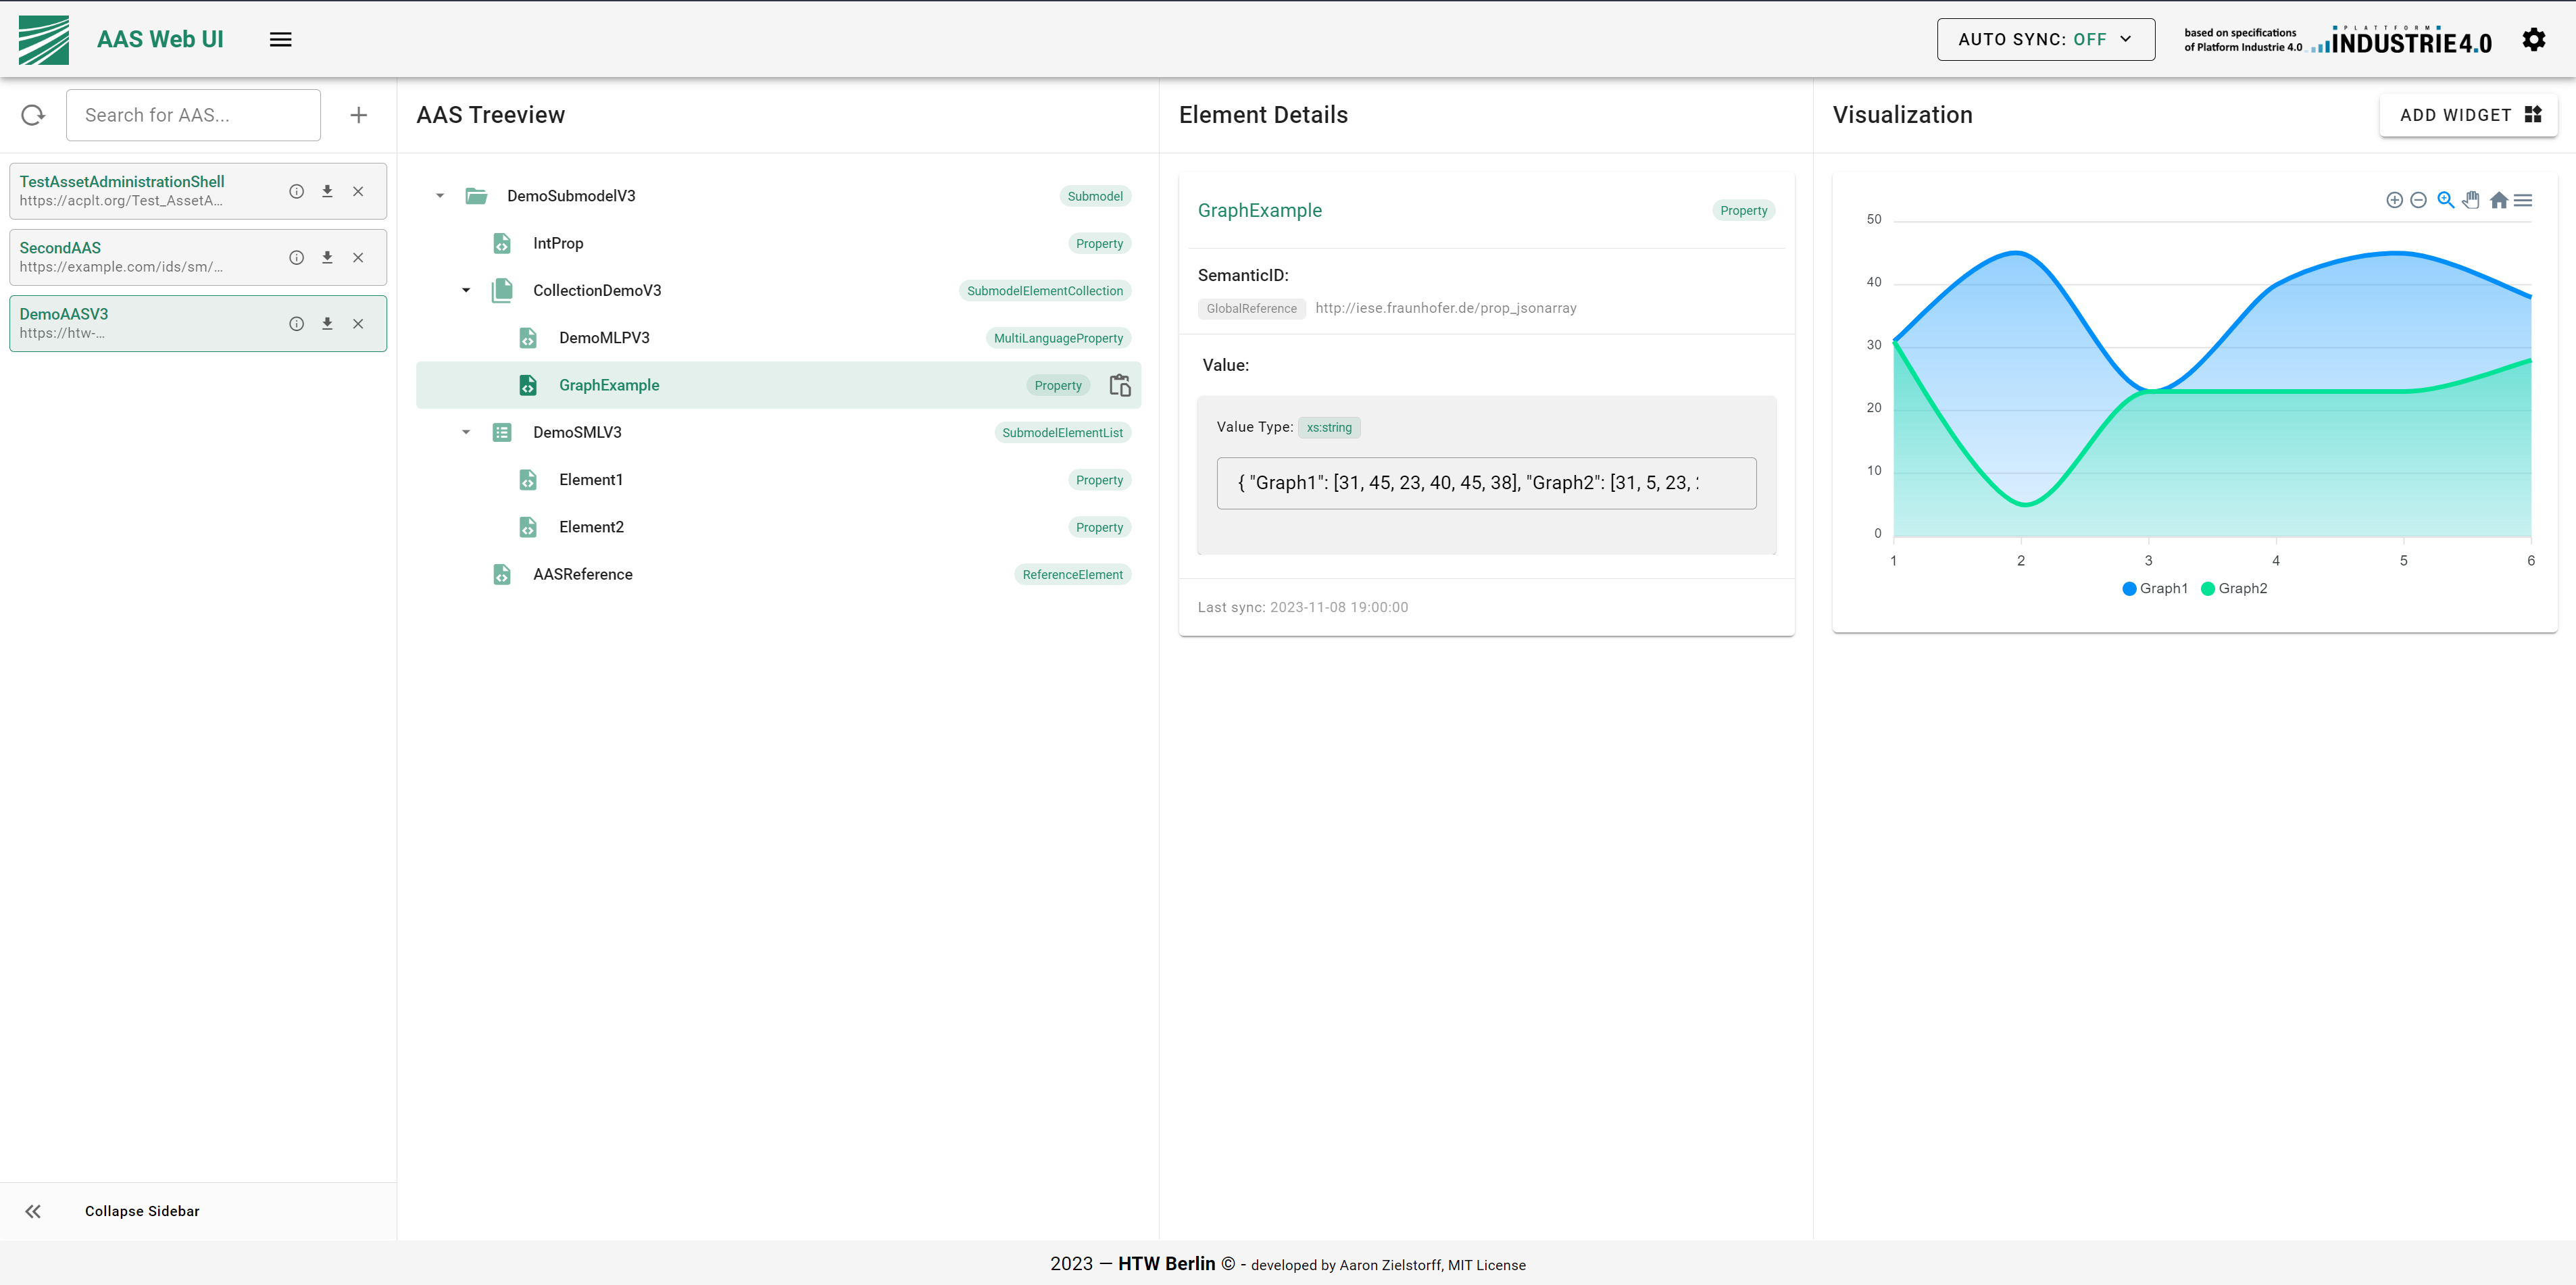 AAS Web UI
AUTO SYNC: OFF
based on specifications
of Platform Industrie 4.0
PLATTFORM
INDUSTRIE4.0
Search for AAS...
TestAssetAdministrationShell
https://acplt.org/Test_AssetA...
SecondAAS
https://example.com/ids/sm/...
DemoAASV3
https://htw-...
Collapse Sidebar
AAS Treeview
DemoSubmodelV3 Submodel
IntProp Property
CollectionDemoV3 SubmodelElementCollection
DemoMLPV3 MultiLanguageProperty
GraphExample Property
DemoSMLV3 SubmodelElementList
Element1 Property
Element2 Property
AASReference ReferenceElement
Element Details
GraphExample Property
SemanticID:
GlobalReference http://iese.fraunhofer.de/prop_jsonarray
Value:
Value Type: xs:string
{ "Graph1": [31, 45, 23, 40, 45, 38], "Graph2": [31, 5, 23,
Last sync: 2023-11-08 19:00:00
Visualization
ADD WIDGET
50
40
30
20
10
0
1 2 3 4 5 6
Graph1 Graph2
2023 — HTW Berlin © - developed by Aaron Zielstorff, MIT License